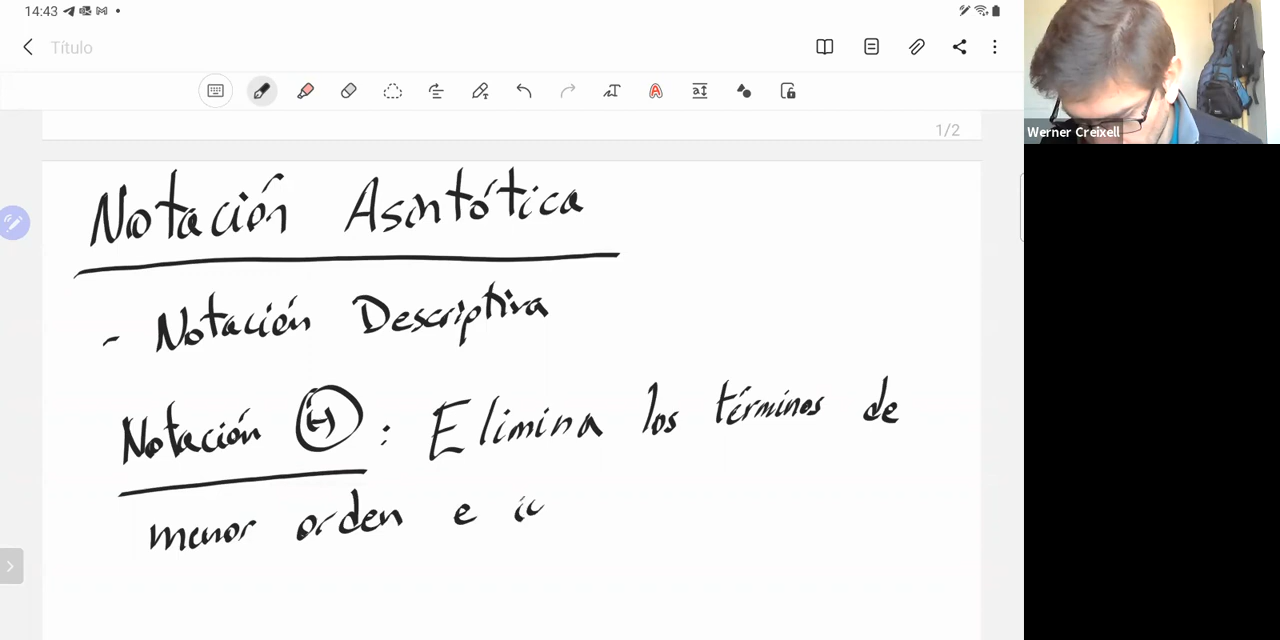 14:43
Título
1/2
Notación Asintótica
- Notación Descriptiva
Notación Θ : Elimina los términos de
menor orden e
Werner Creixell